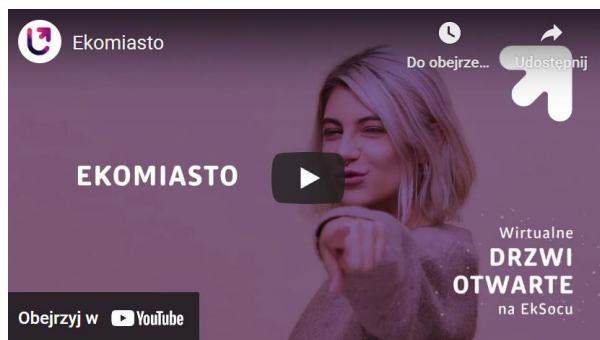 Ekomiasto
Do obejrze...
Udostępnij
EKOMIASTO
Wirtualne
DRZWI
OTWARTE
na EkSocu
Obejrzyj w YouTube